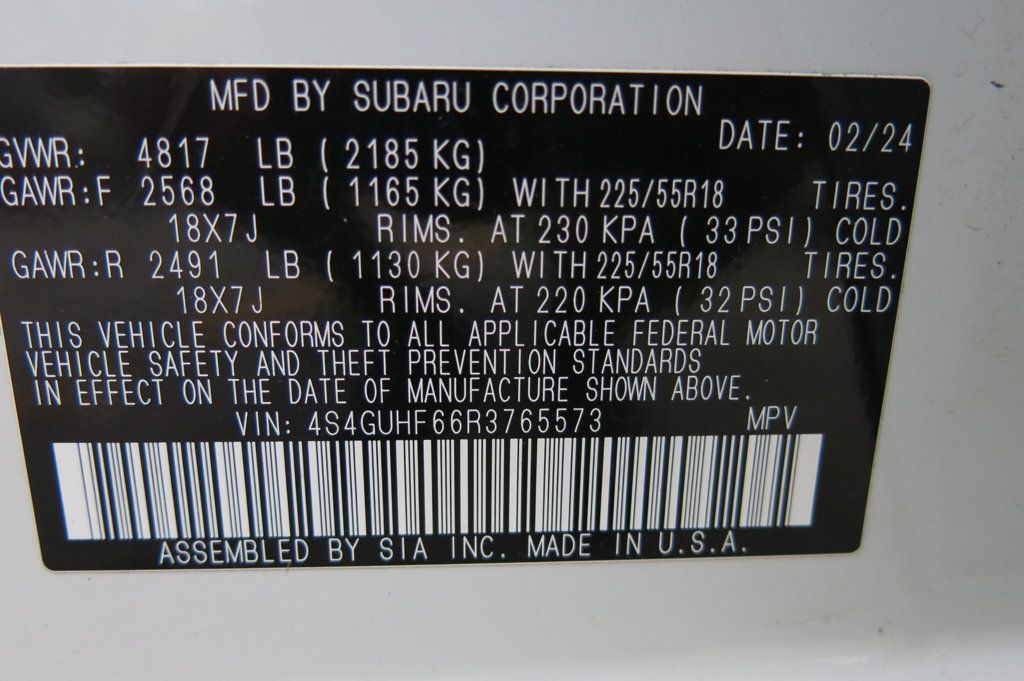 MFD BY SUBARU CORPORATION
DATE: 02/24
GVWR: 4817 LB ( 2185 KG)
GAWR:F 2568 LB ( 1165 KG) WITH 225/55R18 TIRES.
18X7J RIMS. AT 230 KPA ( 33 PSI) COLD
GAWR:R 2491 LB ( 1130 KG) WITH 225/55R18 TIRES.
18X7J RIMS. AT 220 KPA ( 32 PSI) COLD
THIS VEHICLE CONFORMS TO ALL APPLICABLE FEDERAL MOTOR
VEHICLE SAFETY AND THEFT PREVENTION STANDARDS
IN EFFECT ON THE DATE OF MANUFACTURE SHOWN ABOVE.
VIN: 4S4GUHF66R3765573 MPV
ASSEMBLED BY SIA INC. MADE IN U.S.A.